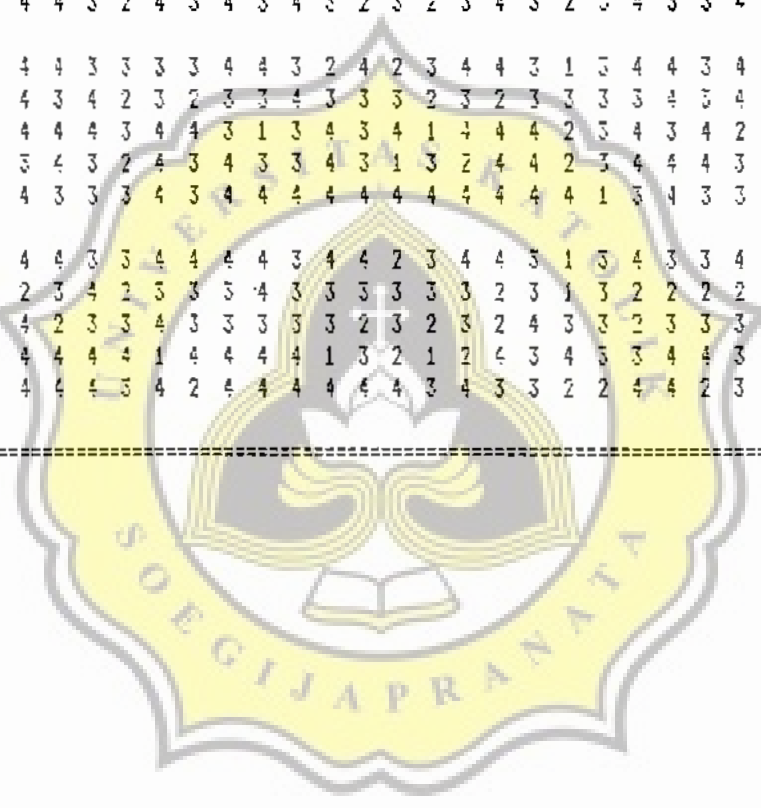 4 4 3 2 4 3 4 3 4 3 2 3 2 3 4 3 2 3 4 3 3 4
4 4 3 3 3 3 4 4 3 2 4 2 3 4 4 3 1 3 4 4 3 4
4 3 4 2 3 2 3 3 4 3 3 3 2 3 2 3 3 3 3 4 3 4
4 4 4 3 4 4 3 1 3 4 3 4 1 4 4 4 2 3 4 3 4 2
3 4 3 2 4 3 4 3 3 4 3 1 3 2 4 4 2 3 4 4 4 3
4 3 3 3 4 3 4 4 4 4 4 4 4 4 4 4 4 1 3 4 3 3
4 4 3 3 4 4 4 4 3 4 4 2 3 4 4 3 1 3 4 3 3 4
2 3 4 2 3 3 3 4 3 3 3 3 3 3 2 3 1 3 2 2 2 2
4 2 3 3 4 3 3 3 3 3 2 3 2 3 2 4 3 3 2 3 3 3
4 4 4 4 1 4 4 4 4 1 3 2 1 2 4 3 4 3 3 4 4 3
4 4 4 3 4 2 4 4 4 4 4 4 3 4 3 3 2 2 4 4 2 3
UNIVERSITAS KATOLIK
SOEGIJAPRANATA